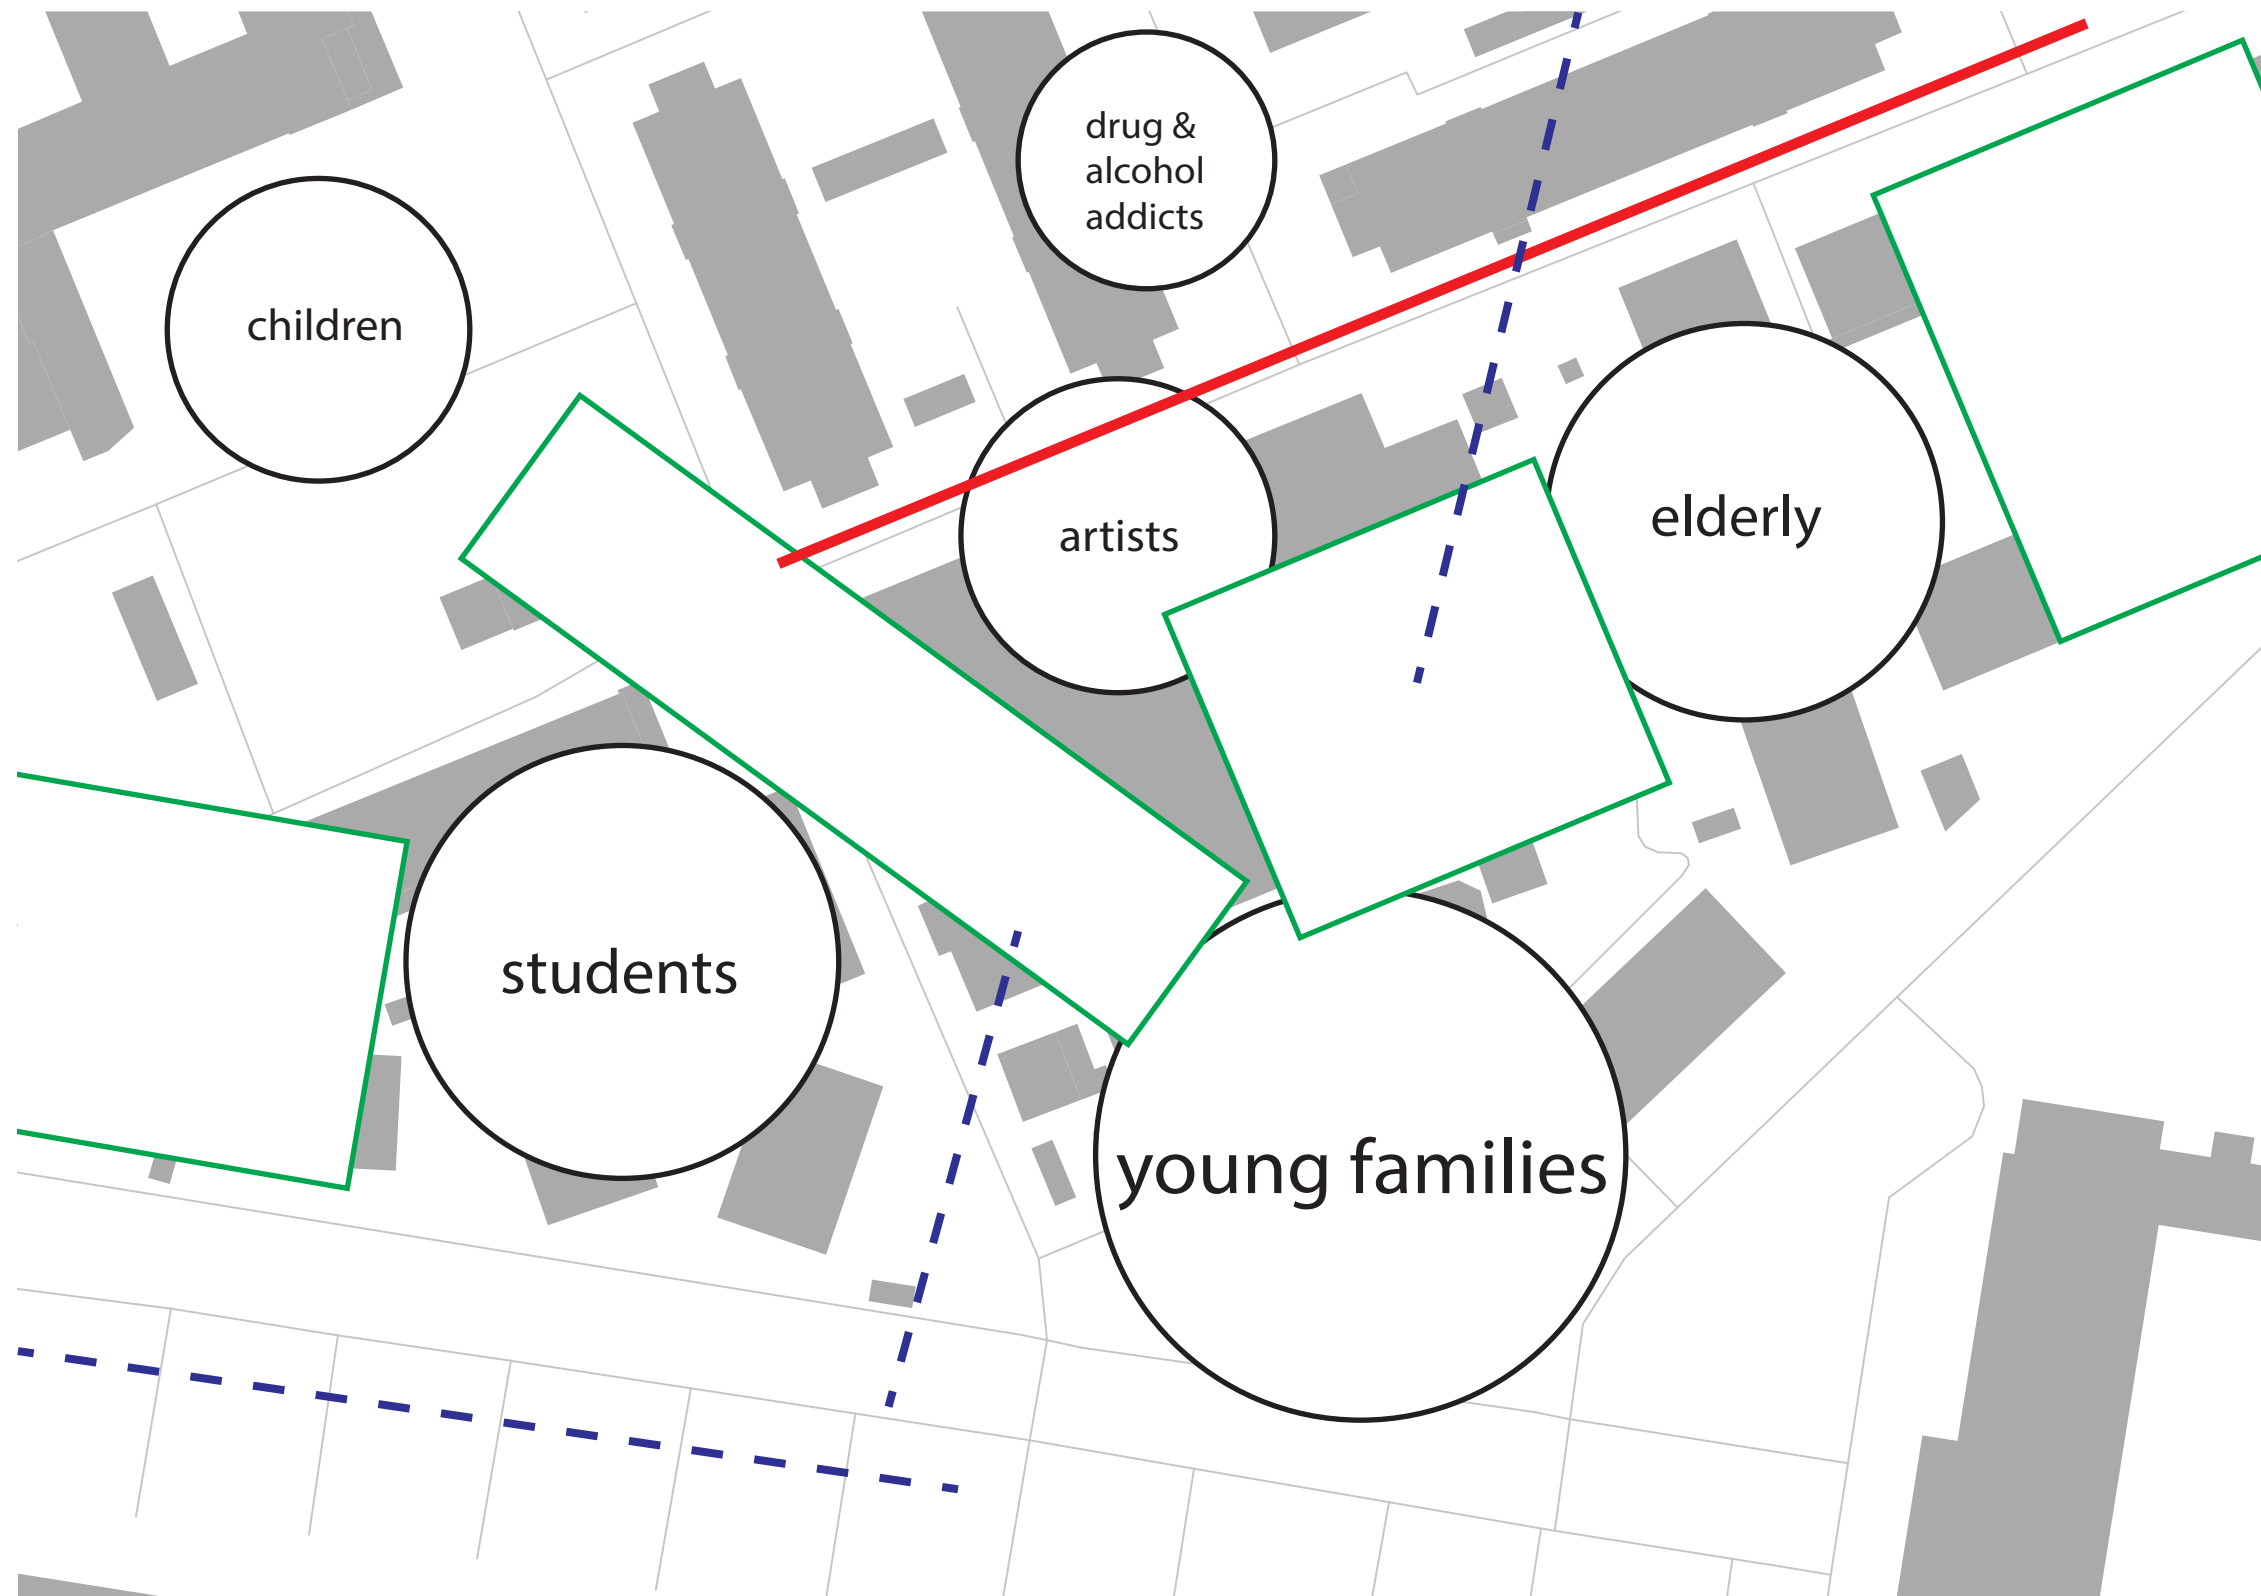 drug &
alcohol
addicts
children
artists
elderly
students
young families